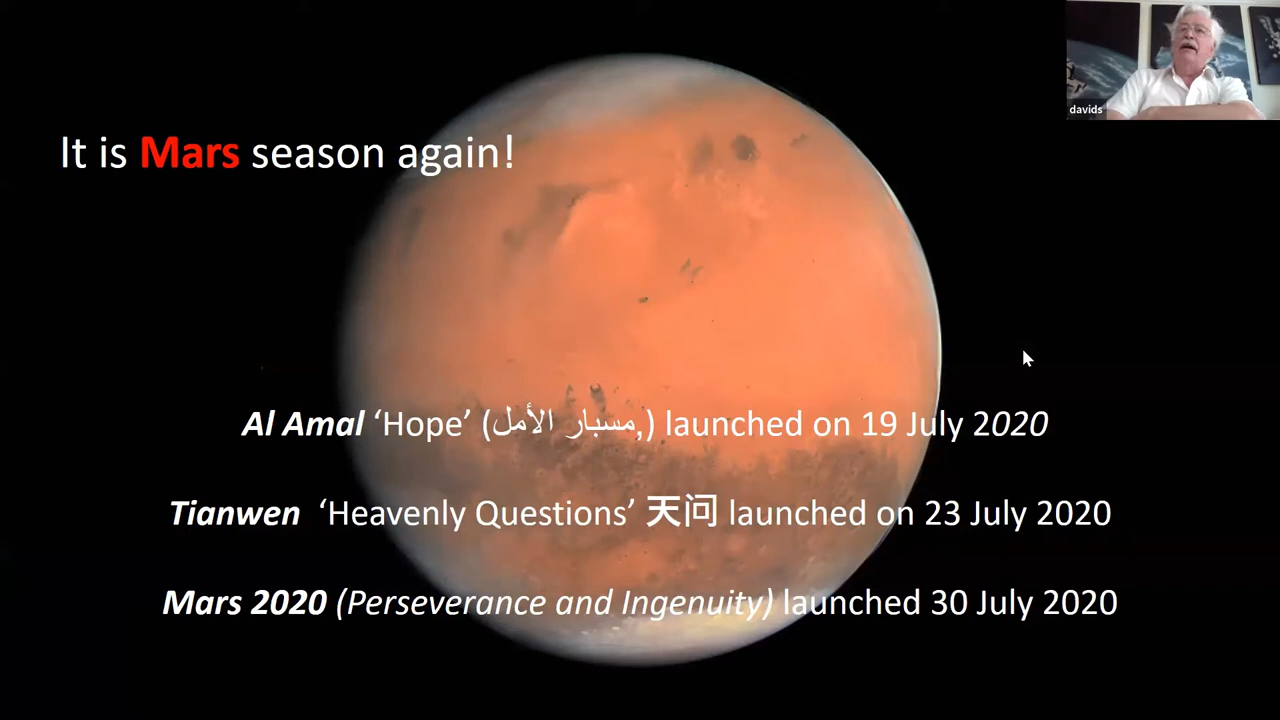 davids
It is Mars season again!
Al Amal ‘Hope’ (مسبار الأمل,) launched on 19 July 2020
Tianwen ‘Heavenly Questions’ 天问 launched on 23 July 2020
Mars 2020 (Perseverance and Ingenuity) launched 30 July 2020